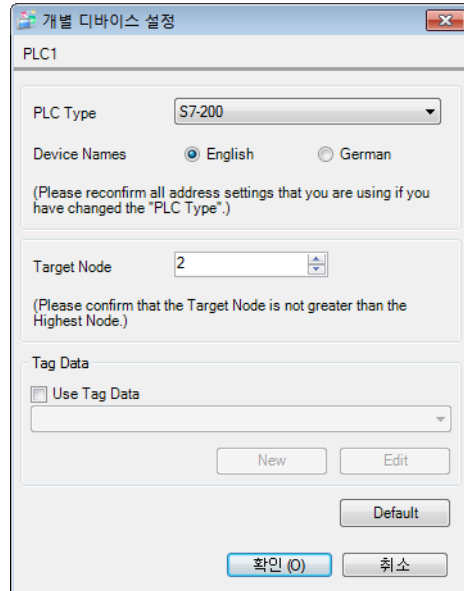 개별 디바이스 설정
PLC1
PLC Type S7-200
Device Names English German
(Please reconfirm all address settings that you are using if you
have changed the "PLC Type".)
Target Node 2
(Please confirm that the Target Node is not greater than the
Highest Node.)
Tag Data
Use Tag Data
New Edit
Default
확인 (O) 취소